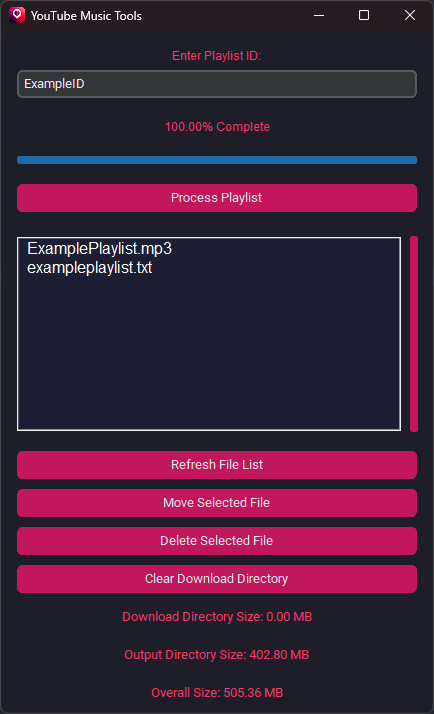 YouTube Music Tools
Enter Playlist ID:
ExampleID
100.00% Complete
Process Playlist
ExamplePlaylist.mp3
exampleplaylist.txt
Refresh File List
Move Selected File
Delete Selected File
Clear Download Directory
Download Directory Size: 0.00 MB
Output Directory Size: 402.80 MB
Overall Size: 505.36 MB